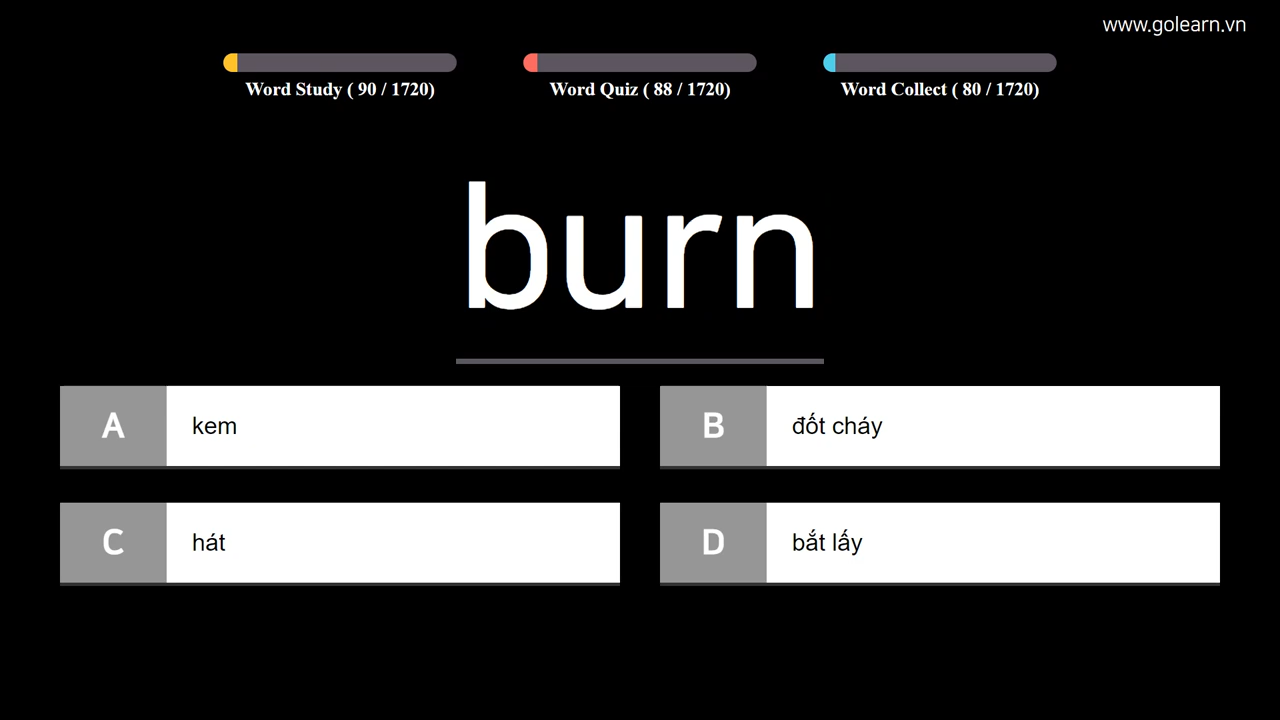 www.golearn.vn
Word Study ( 90 / 1720)
Word Quiz ( 88 / 1720)
Word Collect ( 80 / 1720)
burn
A kem
B đốt cháy
C hát
D bắt lấy